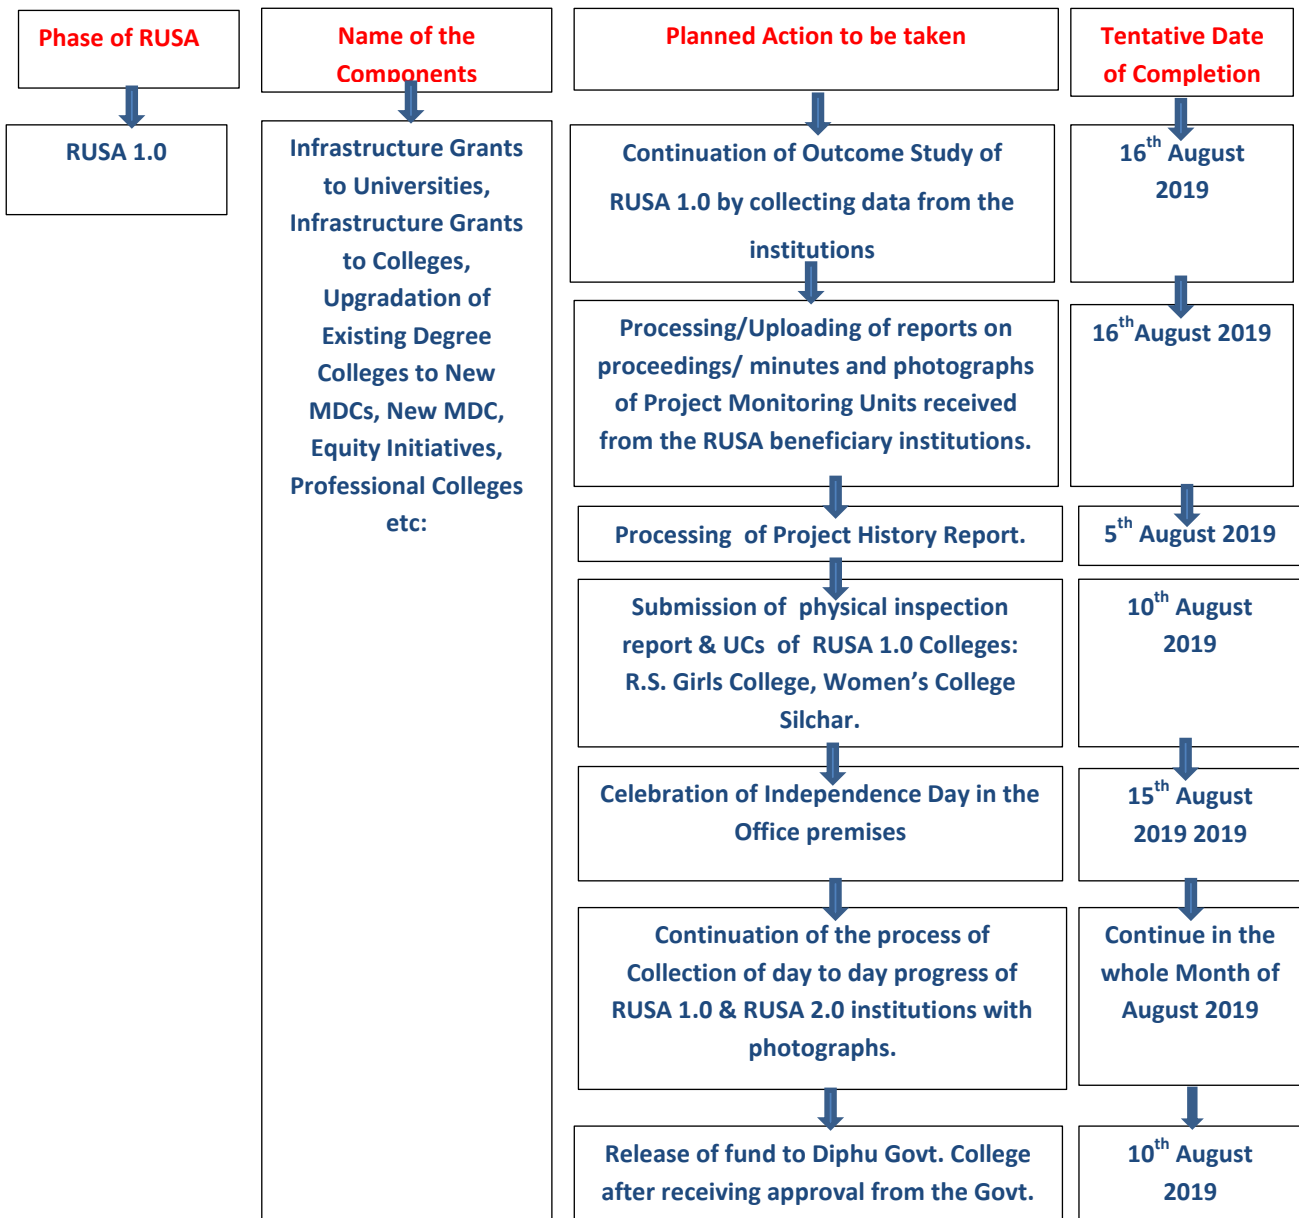 Phase of RUSA
Name of the
Components
Planned Action to be taken
Tentative Date
of Completion
RUSA 1.0
Infrastructure Grants
to Universities,
Infrastructure Grants
to Colleges,
Upgradation of
Existing Degree
Colleges to New
MDCs, New MDC,
Equity Initiatives,
Professional Colleges
etc:
Continuation of Outcome Study of
RUSA 1.0 by collecting data from the
institutions
16th August
2019
Processing/Uploading of reports on
proceedings/ minutes and photographs
of Project Monitoring Units received
from the RUSA beneficiary institutions.
16thAugust 2019
Processing of Project History Report.
5th August 2019
Submission of physical inspection
report & UCs of RUSA 1.0 Colleges:
R.S. Girls College, Women’s College
Silchar.
10th August
2019
Celebration of Independence Day in the
Office premises
15th August
2019 2019
Continuation of the process of
Collection of day to day progress of
RUSA 1.0 & RUSA 2.0 institutions with
photographs.
Continue in the
whole Month of
August 2019
Release of fund to Diphu Govt. College
after receiving approval from the Govt.
10th August
2019